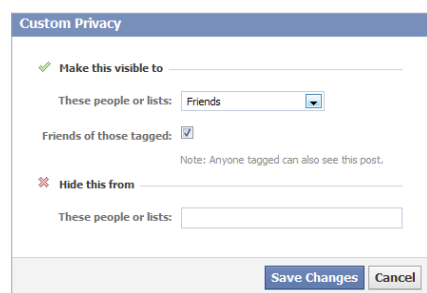 Custom Privacy
Make this visible to
These people or lists: Friends
Friends of those tagged:
Note: Anyone tagged can also see this post.
Hide this from
These people or lists:
Save Changes Cancel